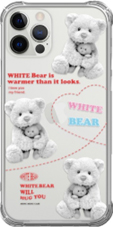 WHITE Bear is
warmer than it looks.
WHITE
BEAR
WHITE BEAR
WILL
HUG YOU